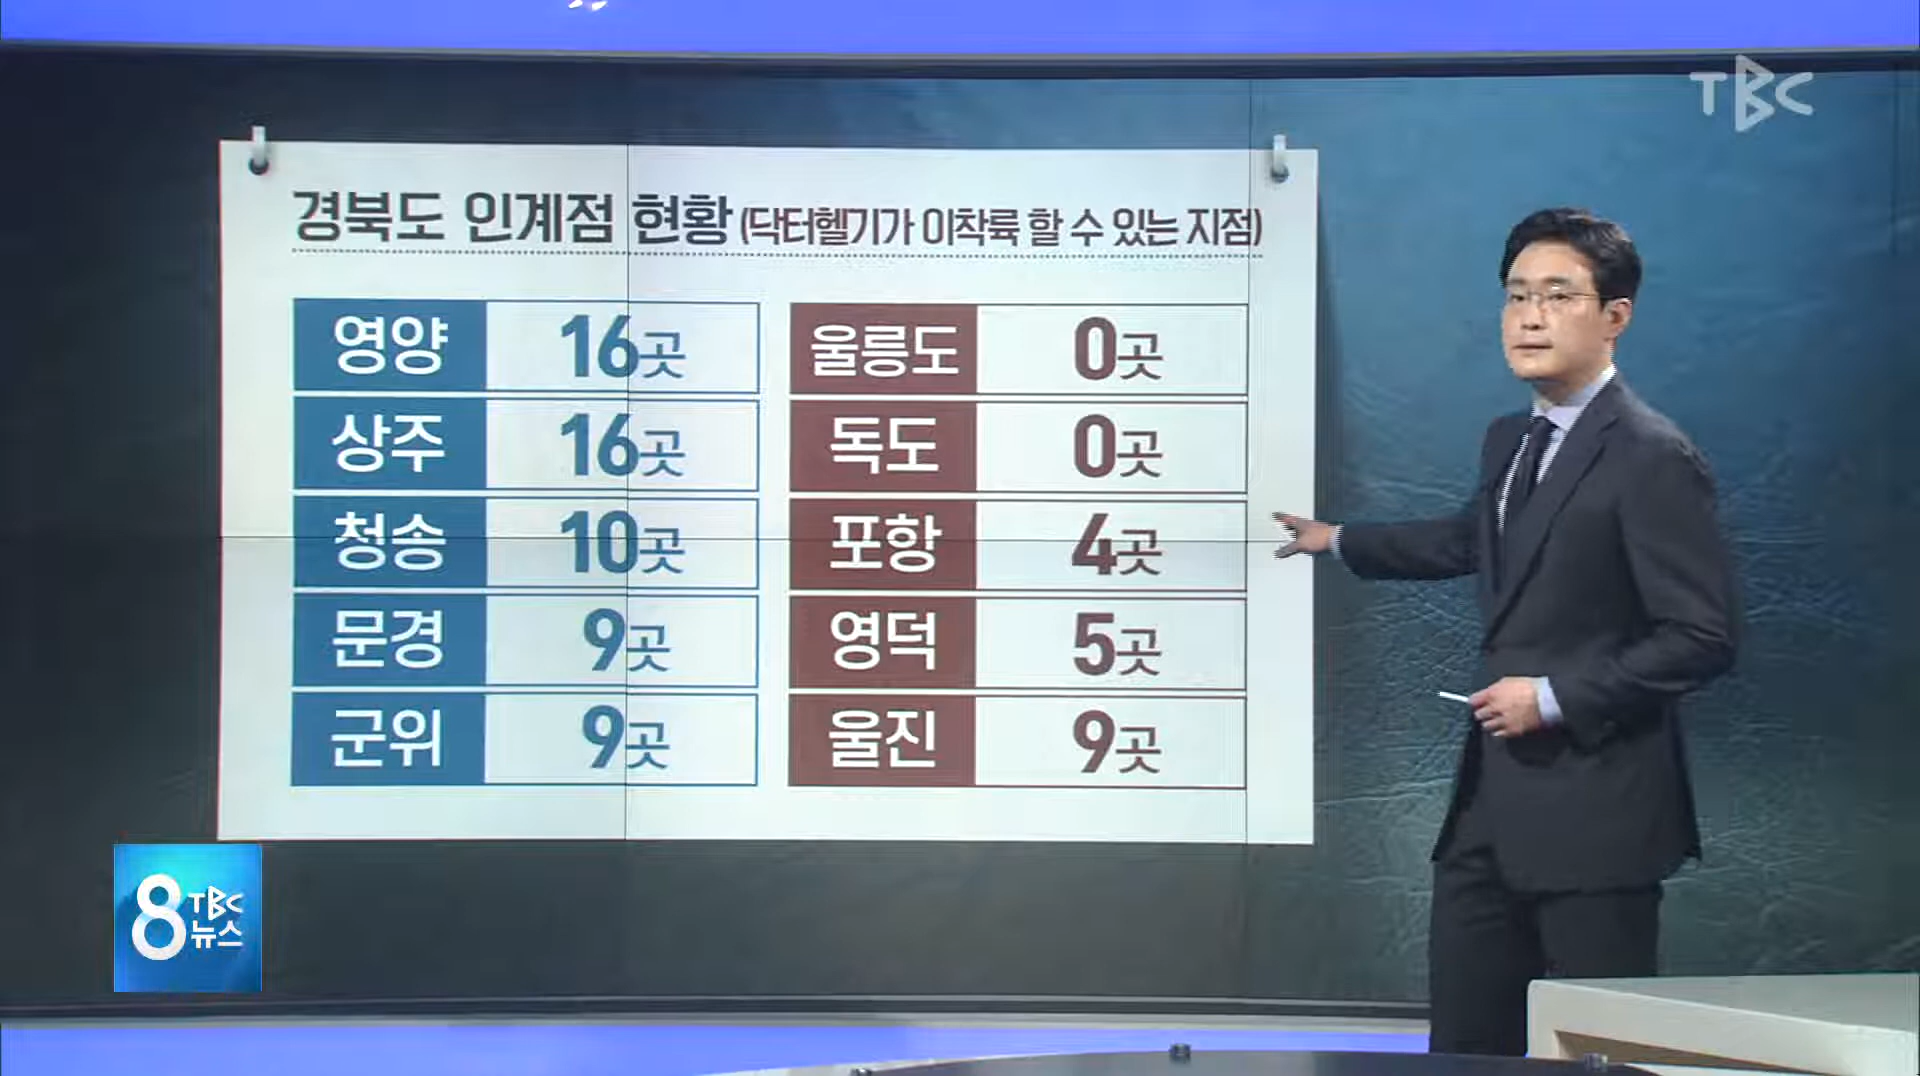 TBC
경북도 인계점 현황 (닥터헬기가 이착륙 할 수 있는 지점)
영양 16곳
상주 16곳
청송 10곳
문경 9곳
군위 9곳
울릉도 0곳
독도 0곳
포항 4곳
영덕 5곳
울진 9곳
8 TBC
뉴스